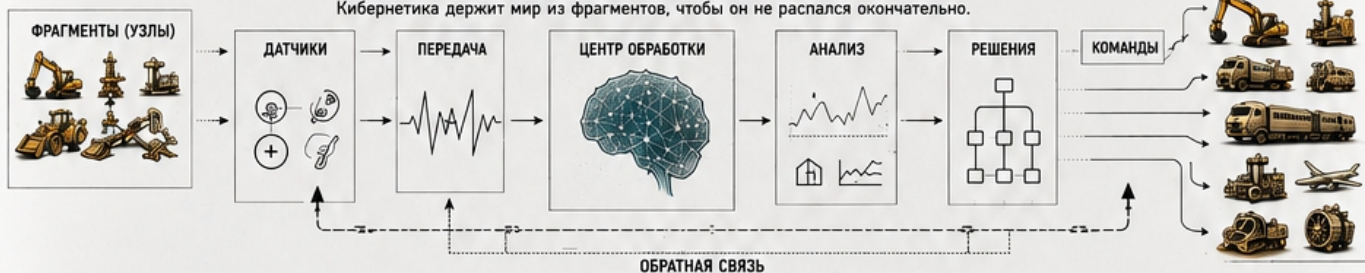 Кибернетика держит мир из фрагментов, чтобы он не распался окончательно.
ФРАГМЕНТЫ (УЗЛЫ)
ДАТЧИКИ
ПЕРЕДАЧА
ЦЕНТР ОБРАБОТКИ
АНАЛИЗ
РЕШЕНИЯ
КОМАНДЫ
ОБРАТНАЯ СВЯЗЬ